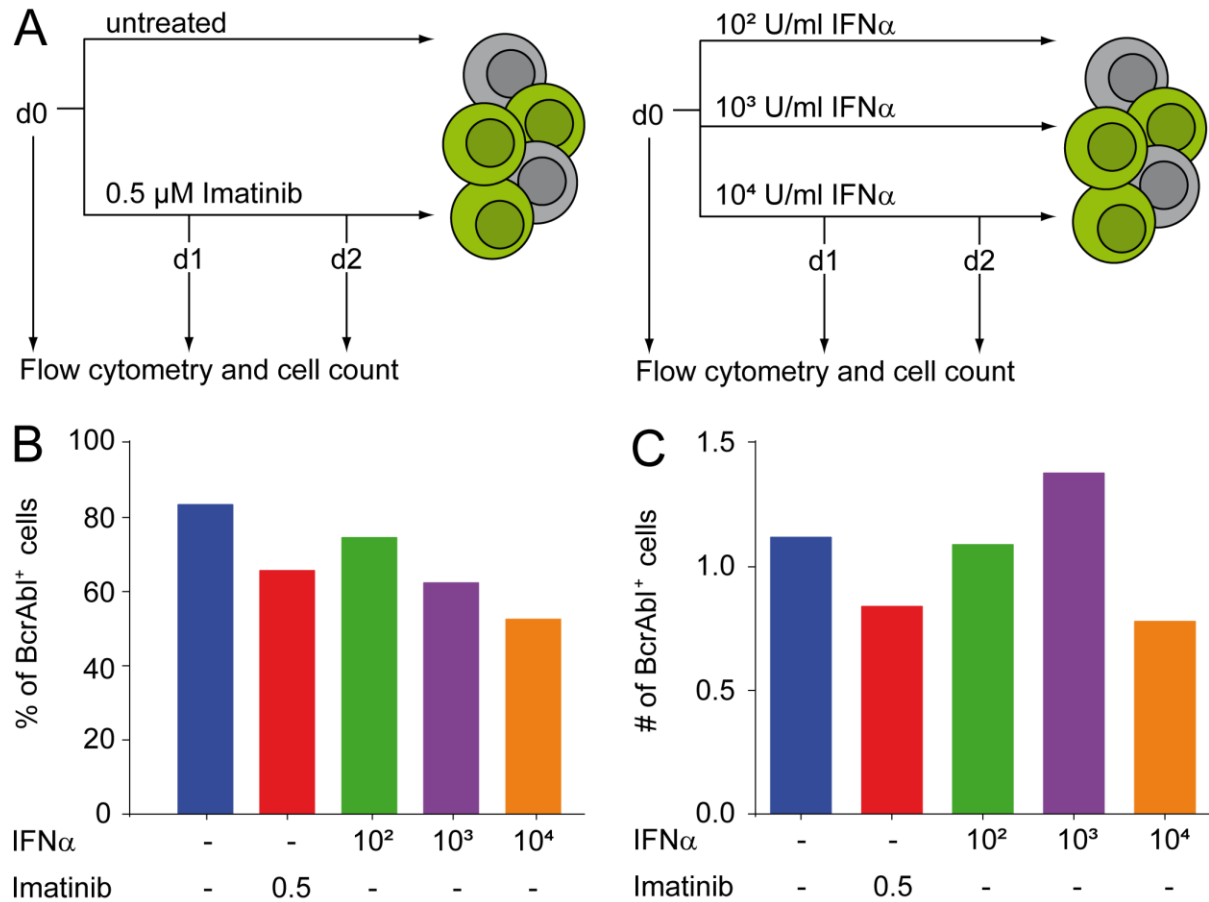 A
untreated
d0
0.5 µM Imatinib
d1 d2
Flow cytometry and cell count
10² U/ml IFNα
d0
10³ U/ml IFNα
10⁴ U/ml IFNα
d1 d2
Flow cytometry and cell count
B
% of BcrAbl⁺ cells
100
80
60
40
20
0
IFNα - - 10² 10³ 10⁴
Imatinib - 0.5 - - -
C
# of BcrAbl⁺ cells
1.5
1.0
0.5
0.0
IFNα - - 10² 10³ 10⁴
Imatinib - 0.5 - - -